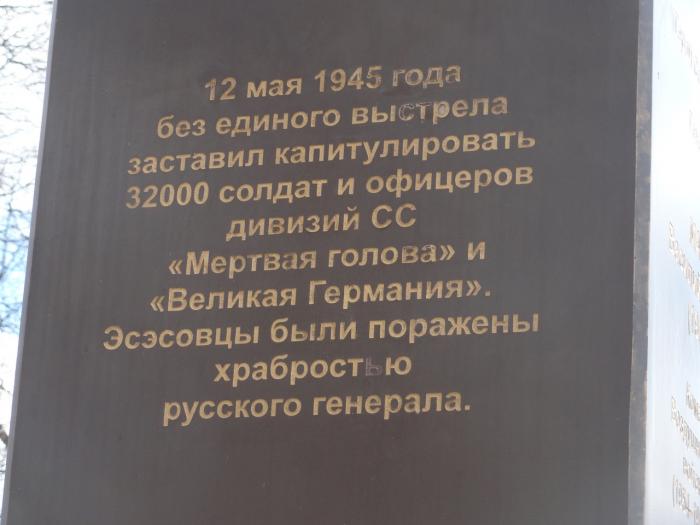 12 мая 1945 года
без единого выстрела
заставил капитулировать
32000 солдат и офицеров
дивизий СС
«Мертвая голова» и
«Великая Германия».
Эсэсовцы были поражены
храбростью
русского генерала.